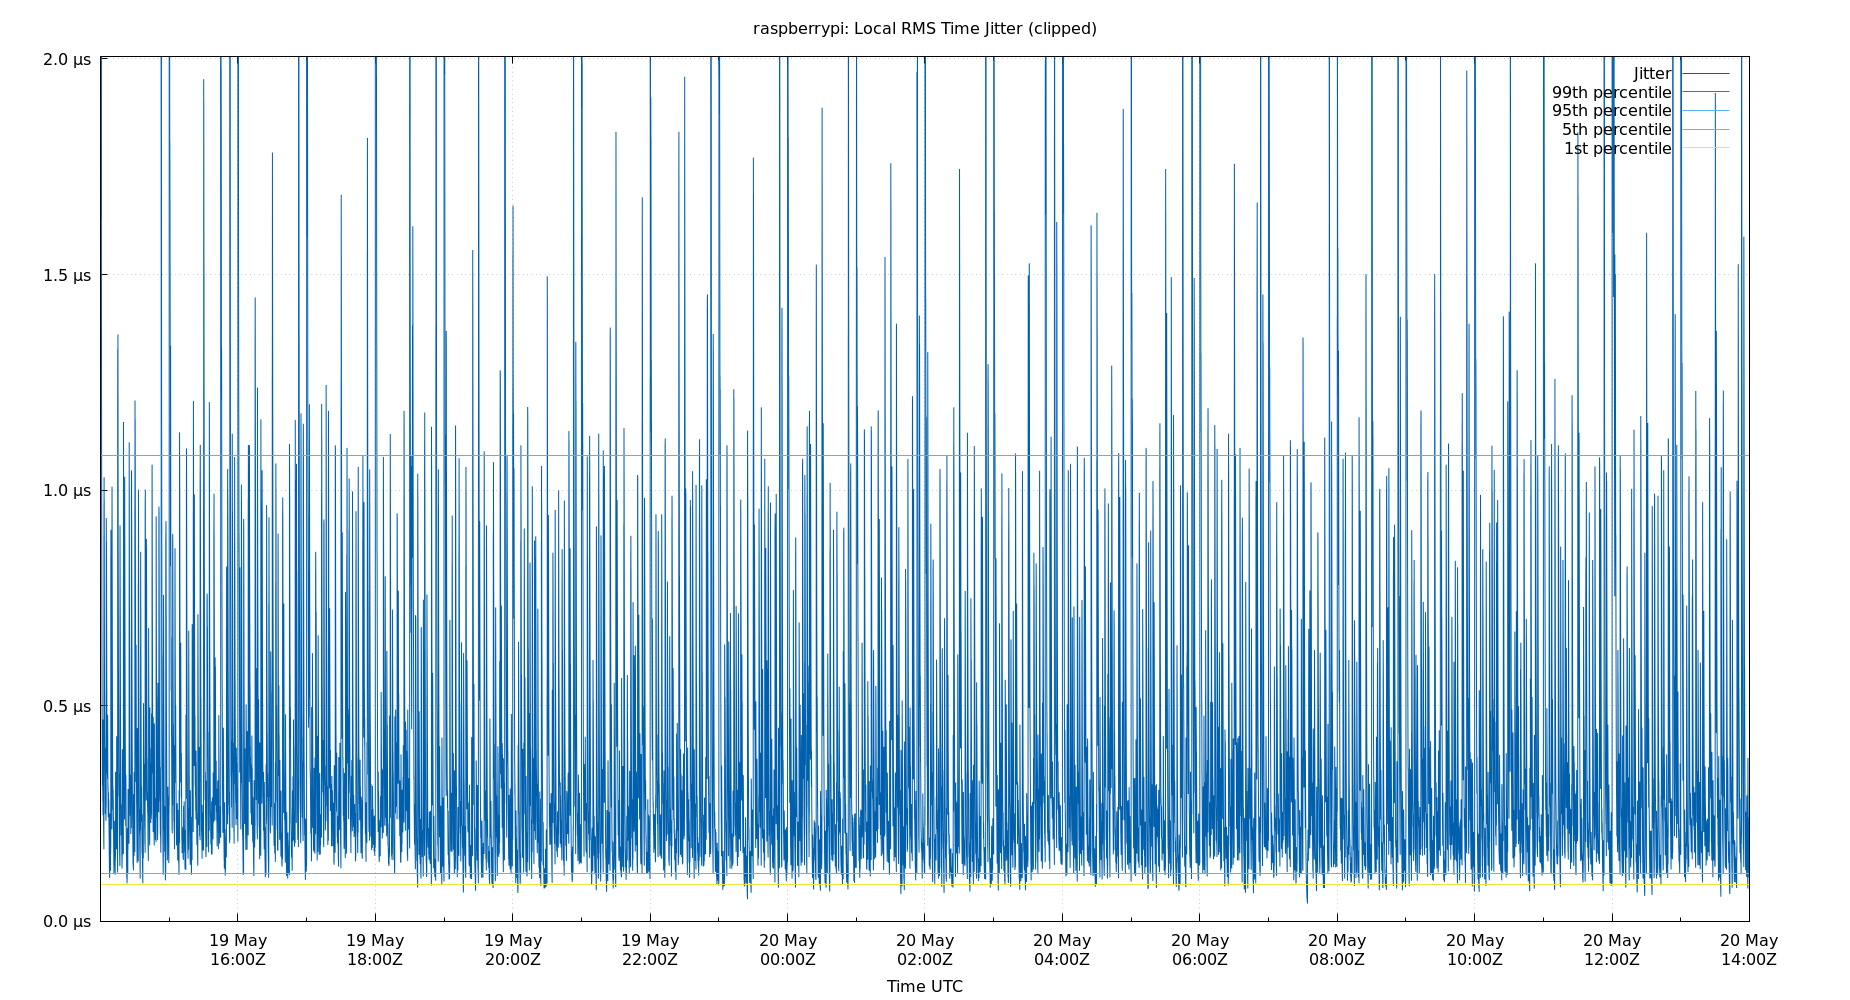 raspberrypi: Local RMS Time Jitter (clipped)
2.0 µs
1.5 µs
1.0 µs
0.5 µs
0.0 µs
Jitter
99th percentile
95th percentile
5th percentile
1st percentile
19 May 19 May 19 May 19 May 20 May 20 May 20 May 20 May 20 May 20 May 20 May 20 May
16:00Z 18:00Z 20:00Z 22:00Z 00:00Z 02:00Z 04:00Z 06:00Z 08:00Z 10:00Z 12:00Z 14:00Z
Time UTC